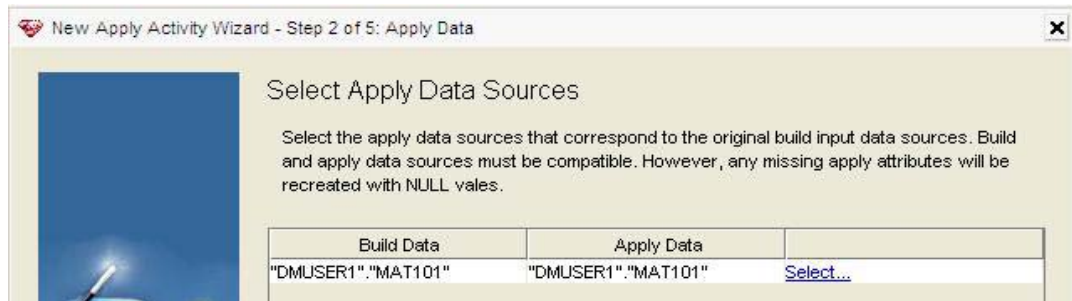 New Apply Activity Wizard - Step 2 of 5: Apply Data
Select Apply Data Sources
Select the apply data sources that correspond to the original build input data sources. Build
and apply data sources must be compatible. However, any missing apply attributes will be
recreated with NULL vales.
Build Data Apply Data
"DMUSER1"."MAT101" "DMUSER1"."MAT101" Select...